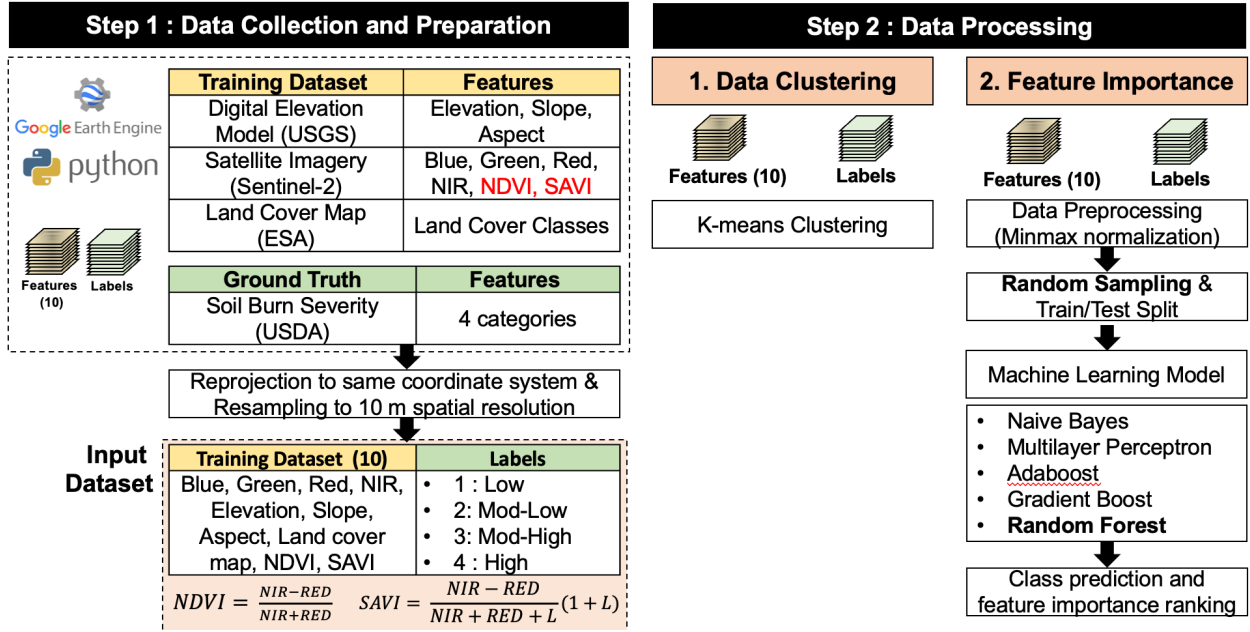 Step 1 : Data Collection and Preparation
Google Earth Engine
python
Features
(10)
Labels
Training Dataset
Features
Digital Elevation
Model (USGS)
Elevation, Slope,
Aspect
Satellite Imagery
(Sentinel-2)
Blue, Green, Red,
NIR, NDVI, SAVI
Land Cover Map
(ESA)
Land Cover Classes
Ground Truth
Features
Soil Burn Severity
(USDA)
4 categories
Reprojection to same coordinate system &
Resampling to 10 m spatial resolution
Input
Dataset
Training Dataset (10)
Labels
Blue, Green, Red, NIR,
Elevation, Slope,
Aspect, Land cover
map, NDVI, SAVI
• 1 : Low
• 2: Mod-Low
• 3: Mod-High
• 4 : High
NDVI = NIR−RED / NIR+RED
SAVI = NIR − RED / NIR + RED + L (1 + L)
Step 2 : Data Processing
1. Data Clustering
Features (10)
Labels
K-means Clustering
2. Feature Importance
Features (10)
Labels
Data Preprocessing
(Minmax normalization)
Random Sampling &
Train/Test Split
Machine Learning Model
• Naive Bayes
• Multilayer Perceptron
• Adaboost
• Gradient Boost
• Random Forest
Class prediction and
feature importance ranking